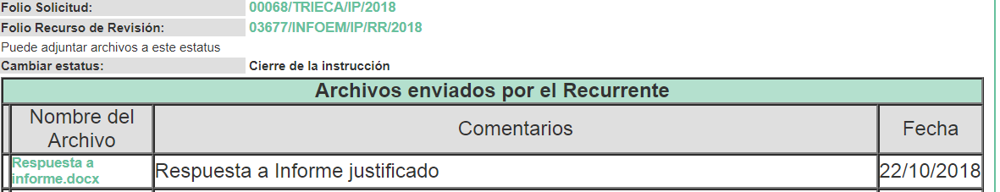 Folio Solicitud: 00068/TRIECA/IP/2018
Folio Recurso de Revisión: 03677/INFOEM/IP/RR/2018
Puede adjuntar archivos a este estatus
Cambiar estatus: Cierre de la instrucción
Archivos enviados por el Recurrente
Nombre del
Archivo
Comentarios
Fecha
Respuesta a
informe.docx
Respuesta a Informe justificado
22/10/2018